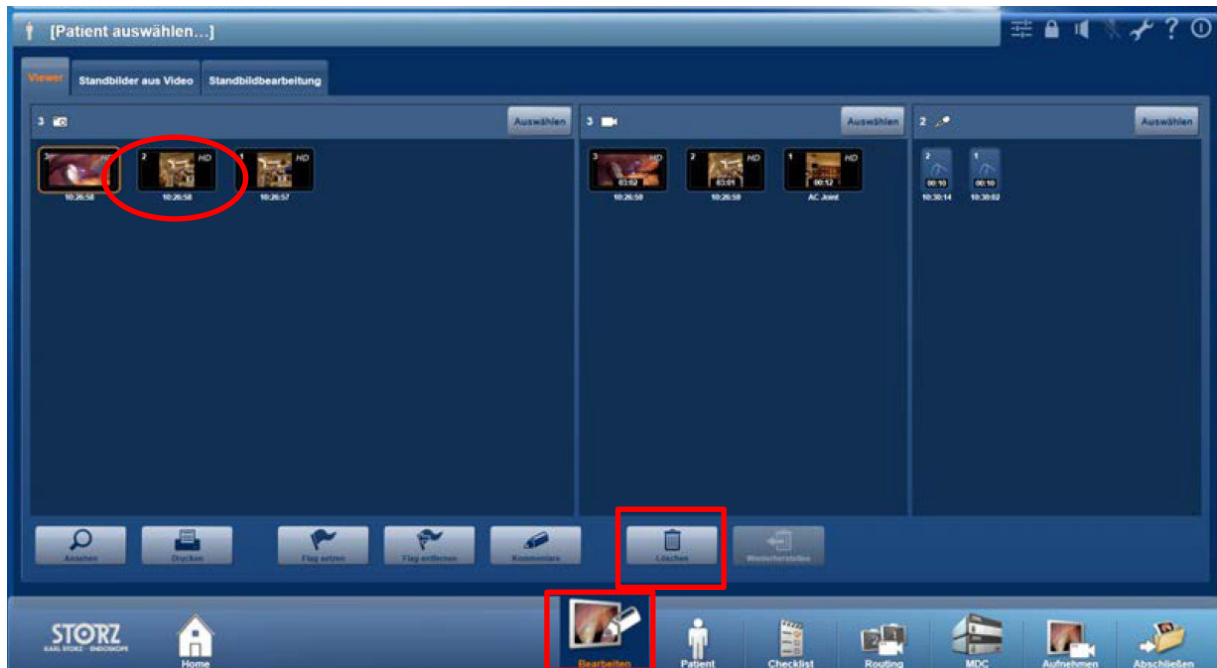 [Patient auswählen...]
?
Viewer
Standbilder aus Video
Standbildbearbeitung
3
Auswählen
3
Auswählen
2
Auswählen
3 HD
10:26:58
2 HD
10:26:58
1 HD
10:26:57
3 HD
03:02
10:26:59
2 HD
03:01
10:26:59
1 HD
00:12
AC Joint
2
00:10
10:30:14
1
00:10
10:30:02
Ansehen
Drucken
Flag setzen
Flag entfernen
Kommentare
Löschen
Wiederherstellen
STORZ
KARL STORZ - ENDOSKOPE
Home
Bearbeiten
Patient
Checklist
Routing
MDC
Aufnehmen
Abschließen